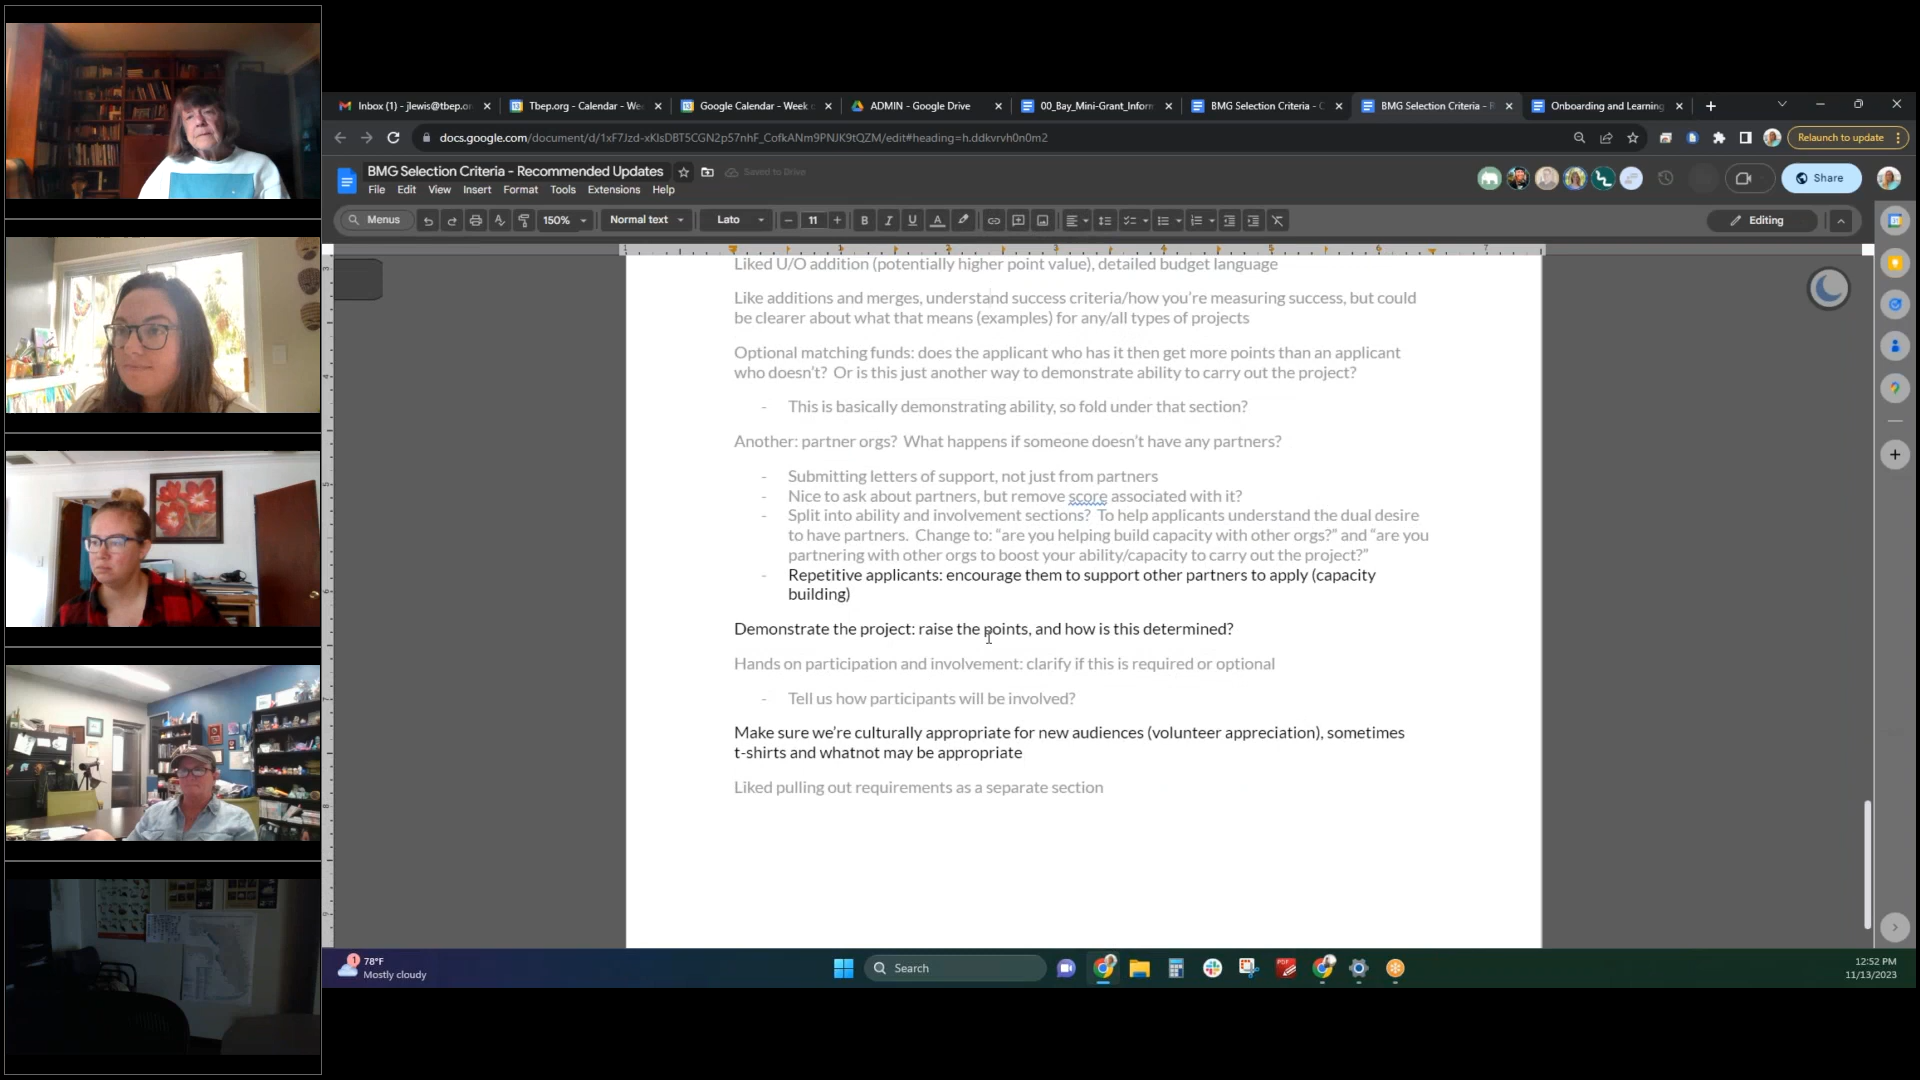 Inbox (1) - jlewis@tbep.or
Tbep.org - Calendar - We
Google Calendar - Week
ADMIN - Google Drive
00_Bay_Mini-Grant_Inform
BMG Selection Criteria - C
BMG Selection Criteria - R
Onboarding and Learning
docs.google.com/document/d/1xF7Jzd-xKlsDBT5CGN2p57nhF_CofkANm9PNJK9tQZM/edit#heading=h.ddkvrvh0n0m2
Relaunch to update
BMG Selection Criteria - Recommended Updates
Saved to Drive
File Edit View Insert Format Tools Extensions Help
Share
Menus
150%
Normal text
Lato
11
Editing
Liked U/O addition (potentially higher point value), detailed budget language
Like additions and merges, understand success criteria/how you're measuring success, but could
be clearer about what that means (examples) for any/all types of projects
Optional matching funds: does the applicant who has it then get more points than an applicant
who doesn't? Or is this just another way to demonstrate ability to carry out the project?
- This is basically demonstrating ability, so fold under that section?
Another: partner orgs? What happens if someone doesn't have any partners?
- Submitting letters of support, not just from partners
- Nice to ask about partners, but remove score associated with it?
- Split into ability and involvement sections? To help applicants understand the dual desire
to have partners. Change to: "are you helping build capacity with other orgs?" and "are you
partnering with other orgs to boost your ability/capacity to carry out the project?"
- Repetitive applicants: encourage them to support other partners to apply (capacity
building)
Demonstrate the project: raise the points, and how is this determined?
Hands on participation and involvement: clarify if this is required or optional
- Tell us how participants will be involved?
Make sure we're culturally appropriate for new audiences (volunteer appreciation), sometimes
t-shirts and whatnot may be appropriate
Liked pulling out requirements as a separate section
1
78°F
Mostly cloudy
Search
12:52 PM
11/13/2023